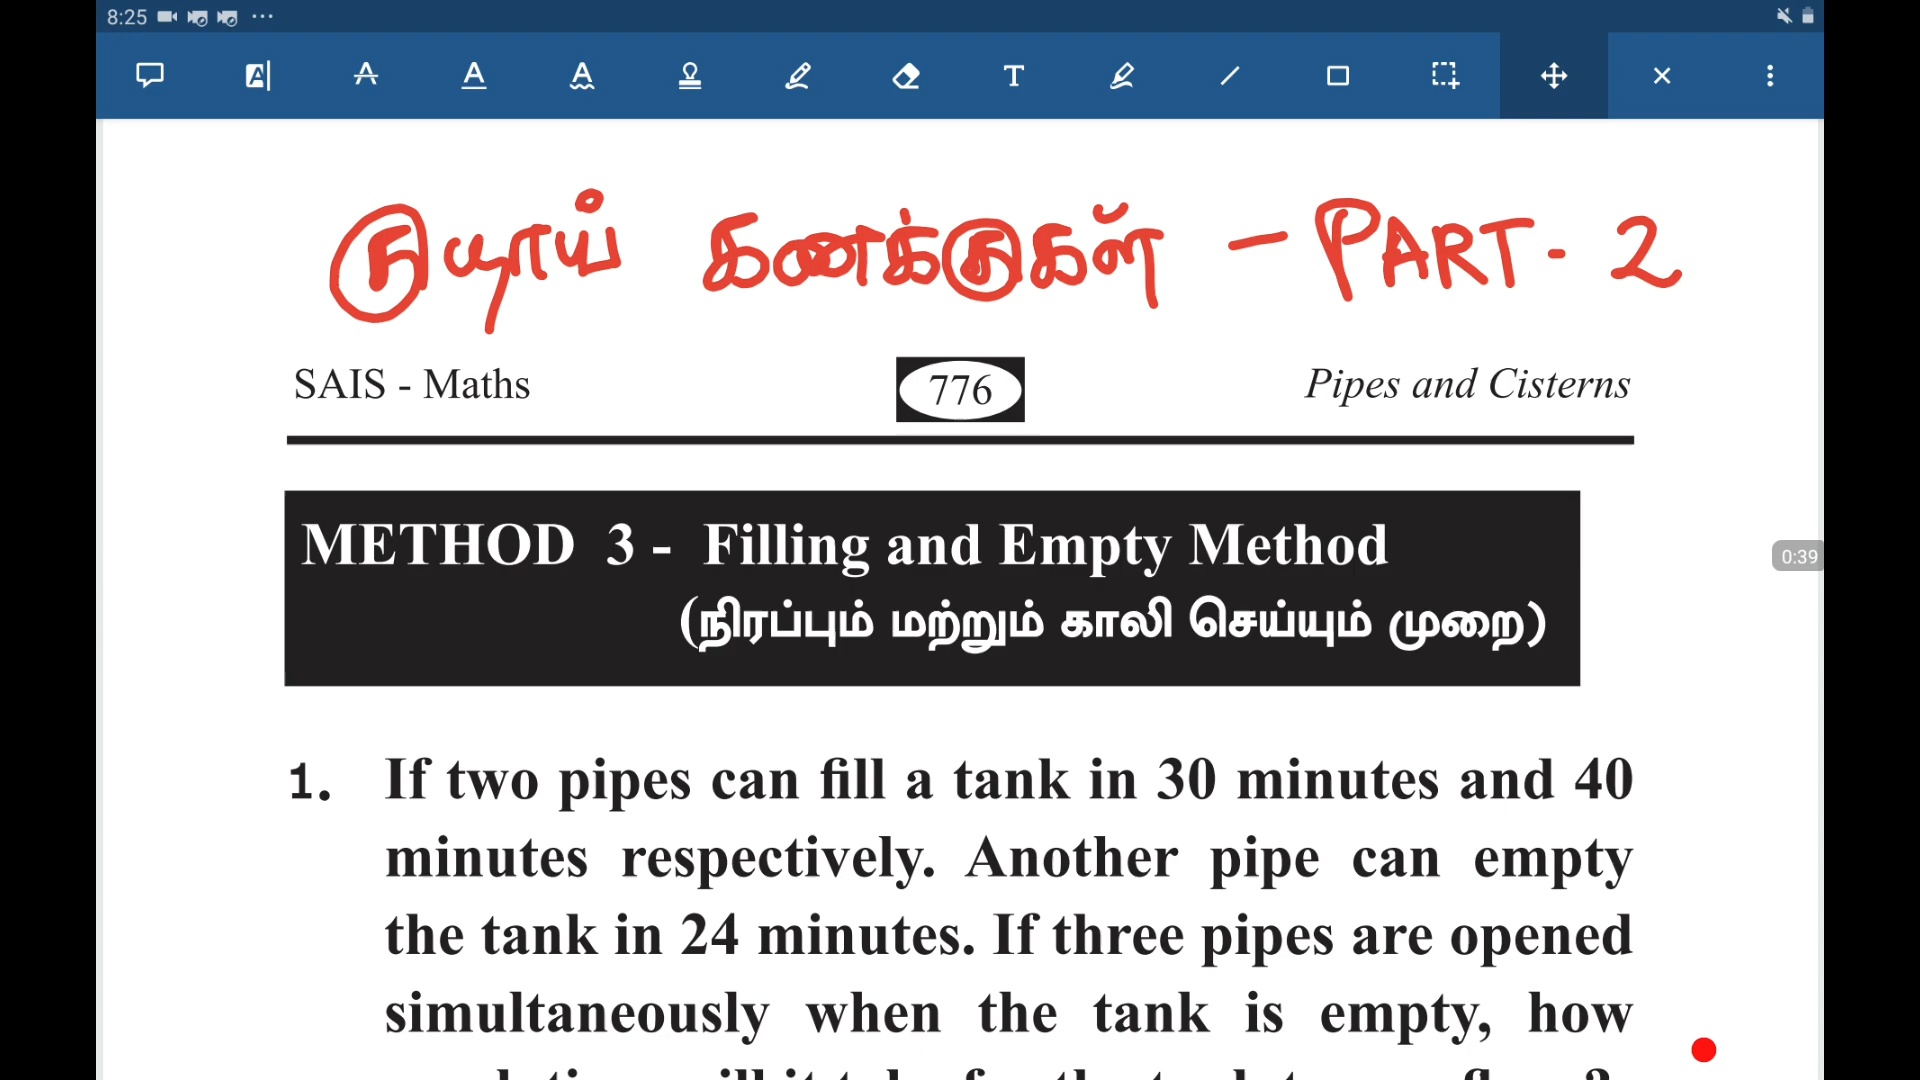 8:25
குழாய் கணக்குகள் - PART - 2
SAIS - Maths 776 Pipes and Cisterns
METHOD 3 - Filling and Empty Method
(நிரப்பும் மற்றும் காலி செய்யும் முறை)
0:39
1. If two pipes can fill a tank in 30 minutes and 40
minutes respectively. Another pipe can empty
the tank in 24 minutes. If three pipes are opened
simultaneously when the tank is empty, how